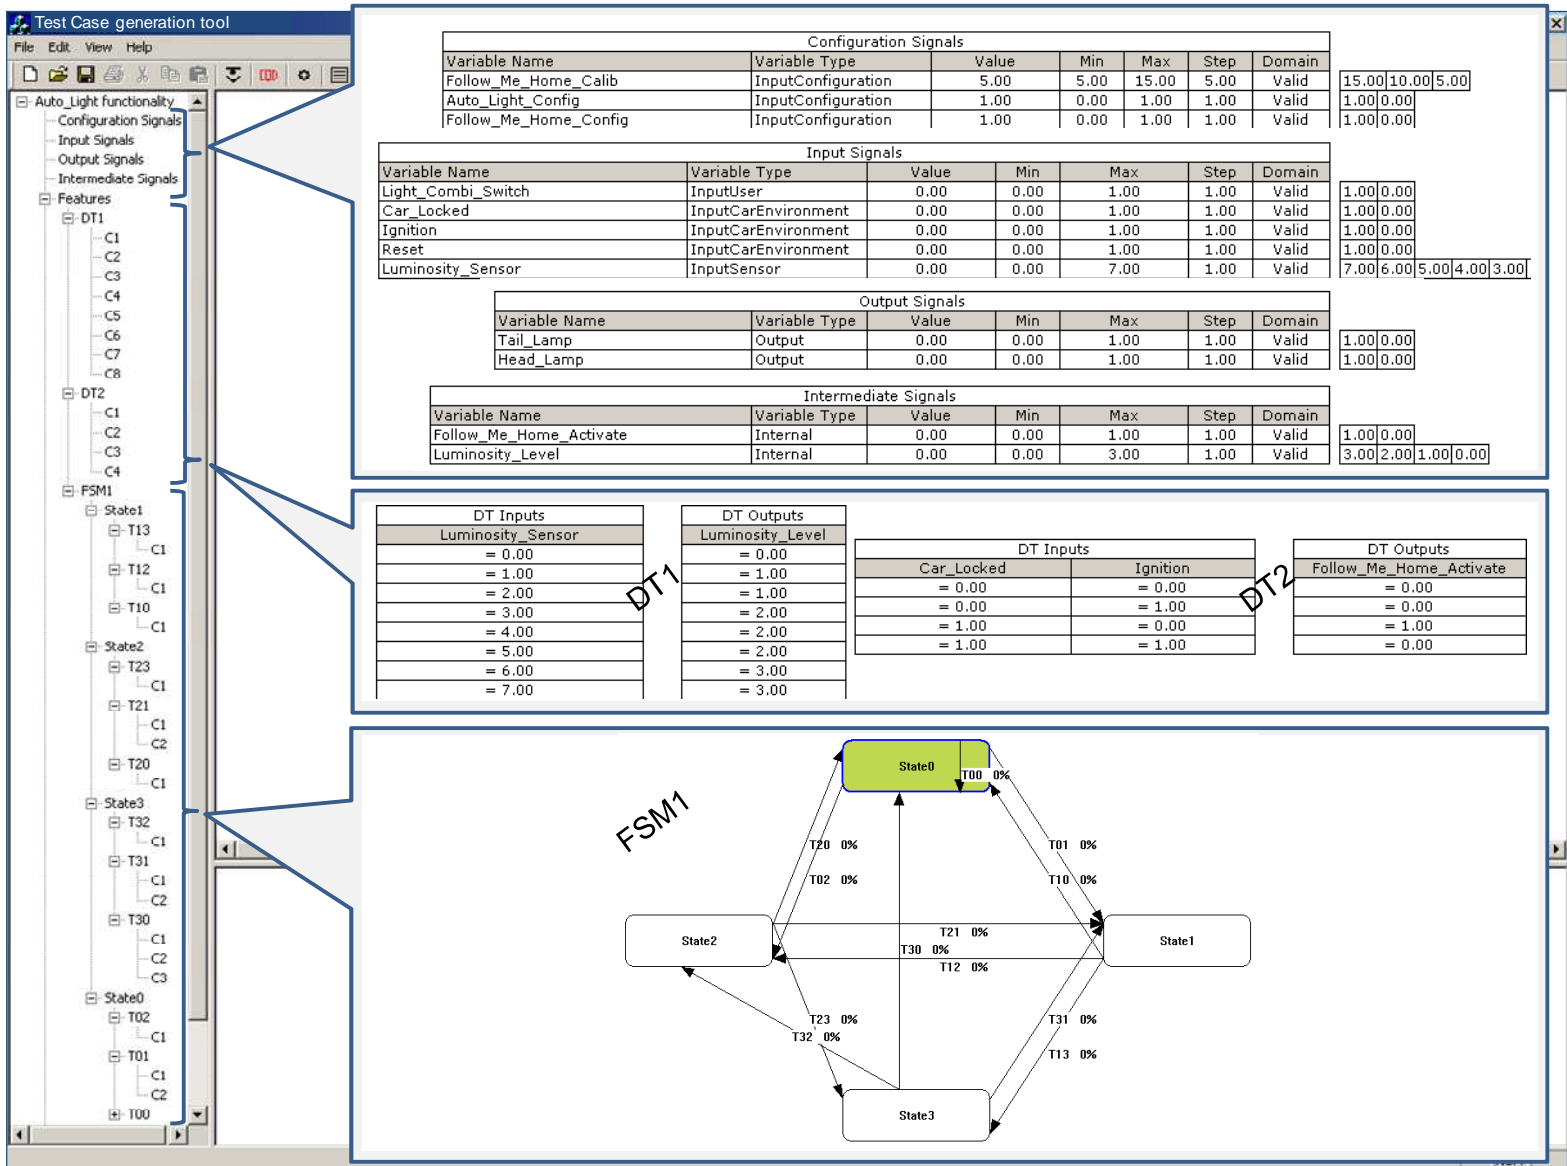 Test Case generation tool
File Edit View Help
Auto_Light functionality
Configuration Signals
Input Signals
Output Signals
Intermediate Signals
Features
DT1
C1
C2
C3
C4
C5
C6
C7
C8
DT2
C1
C2
C3
C4
FSM1
State1
T13
C1
T12
C1
T10
C1
State2
T23
C1
T21
C1
C2
T20
C1
State3
T32
C1
T31
C1
C2
T30
C1
C2
C3
State0
T02
C1
T01
C1
C2
T00
Configuration Signals
Variable Name Variable Type Value Min Max Step Domain
Follow_Me_Home_Calib InputConfiguration 5.00 5.00 15.00 5.00 Valid 15.00 10.00 5.00
Auto_Light_Config InputConfiguration 1.00 0.00 1.00 1.00 Valid 1.00 0.00
Follow_Me_Home_Config InputConfiguration 1.00 0.00 1.00 1.00 Valid 1.00 0.00
Input Signals
Variable Name Variable Type Value Min Max Step Domain
Light_Combi_Switch InputUser 0.00 0.00 1.00 1.00 Valid 1.00 0.00
Car_Locked InputCarEnvironment 0.00 0.00 1.00 1.00 Valid 1.00 0.00
Ignition InputCarEnvironment 0.00 0.00 1.00 1.00 Valid 1.00 0.00
Reset InputCarEnvironment 0.00 0.00 1.00 1.00 Valid 1.00 0.00
Luminosity_Sensor InputSensor 0.00 0.00 7.00 1.00 Valid 7.00 6.00 5.00 4.00 3.00
Output Signals
Variable Name Variable Type Value Min Max Step Domain
Tail_Lamp Output 0.00 0.00 1.00 1.00 Valid 1.00 0.00
Head_Lamp Output 0.00 0.00 1.00 1.00 Valid 1.00 0.00
Intermediate Signals
Variable Name Variable Type Value Min Max Step Domain
Follow_Me_Home_Activate Internal 0.00 0.00 1.00 1.00 Valid 1.00 0.00
Luminosity_Level Internal 0.00 0.00 3.00 1.00 Valid 3.00 2.00 1.00 0.00
DT Inputs DT Outputs
Luminosity_Sensor Luminosity_Level
= 0.00 = 0.00
= 1.00 = 1.00
= 2.00 = 1.00
= 3.00 = 2.00
= 4.00 = 2.00
= 5.00 = 2.00
= 6.00 = 3.00
= 7.00 = 3.00
DT1
DT Inputs DT Outputs
Car_Locked Ignition Follow_Me_Home_Activate
= 0.00 = 0.00 = 0.00
= 0.00 = 1.00 = 0.00
= 1.00 = 0.00 = 1.00
= 1.00 = 1.00 = 0.00
DT2
FSM1
State0
T00 0%
T20 0%
T01 0%
T02 0%
T10 0%
State2
State1
T21 0%
T30 0%
T12 0%
T23 0%
T31 0%
T32 0%
T13 0%
State3